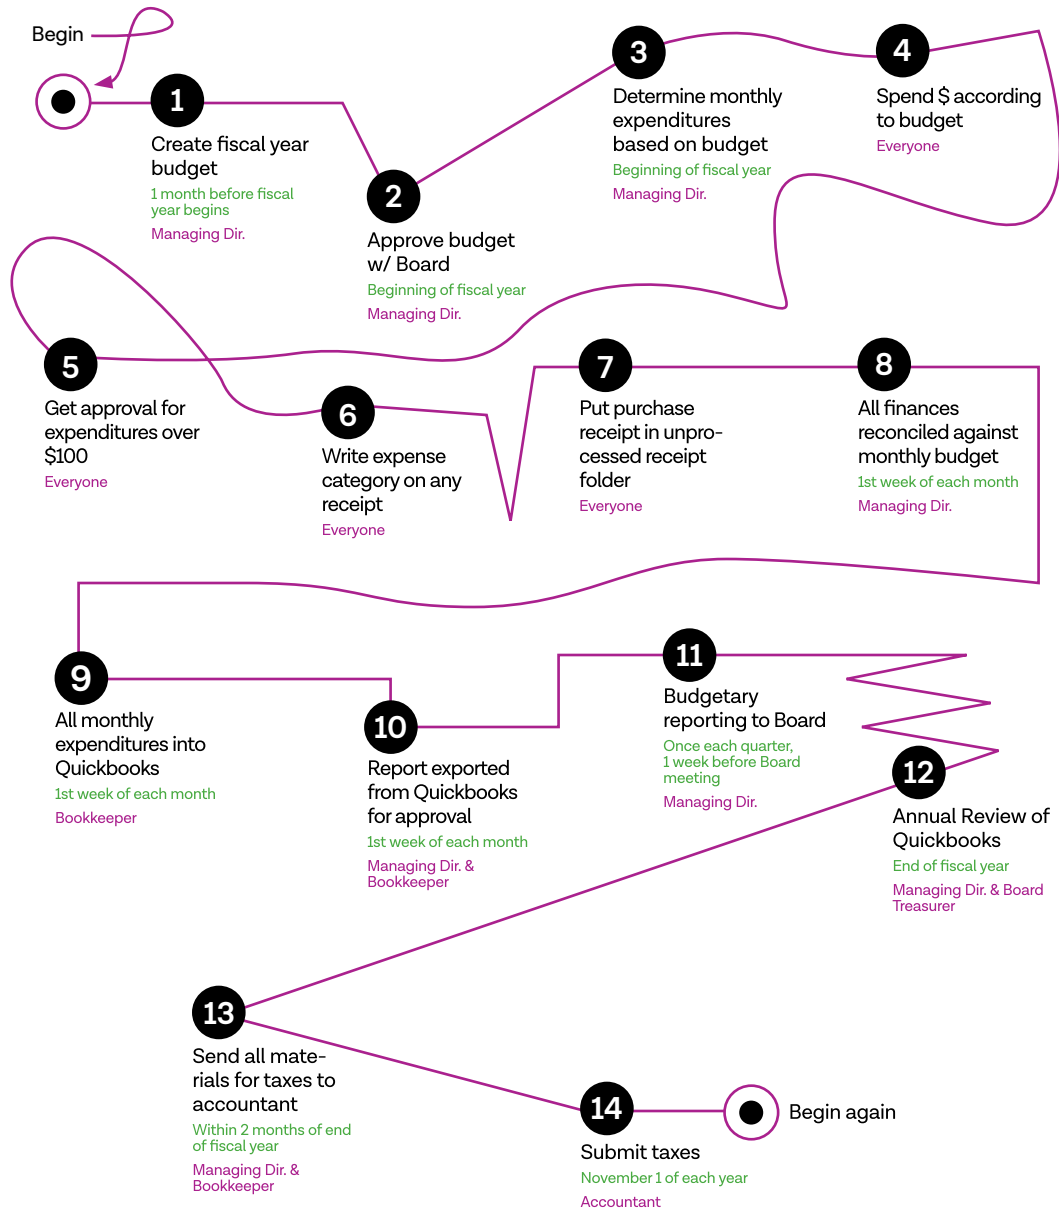 Begin
1
Create fiscal year
budget
1 month before fiscal
year begins
Managing Dir.
2
Approve budget
w/ Board
Beginning of fiscal year
Managing Dir.
3
Determine monthly
expenditures
based on budget
Beginning of fiscal year
Managing Dir.
4
Spend $ according
to budget
Everyone
5
Get approval for
expenditures over
$100
Everyone
6
Write expense
category on any
receipt
Everyone
7
Put purchase
receipt in unpro-
cessed receipt
folder
Everyone
8
All finances
reconciled against
monthly budget
1st week of each month
Managing Dir.
9
All monthly
expenditures into
Quickbooks
1st week of each month
Bookkeeper
10
Report exported
from Quickbooks
for approval
1st week of each month
Managing Dir. &
Bookkeeper
11
Budgetary
reporting to Board
Once each quarter,
1 week before Board
meeting
Managing Dir.
12
Annual Review of
Quickbooks
End of fiscal year
Managing Dir. & Board
Treasurer
13
Send all mate-
rials for taxes to
accountant
Within 2 months of end
of fiscal year
Managing Dir. &
Bookkeeper
14
Submit taxes
November 1 of each year
Accountant
Begin again